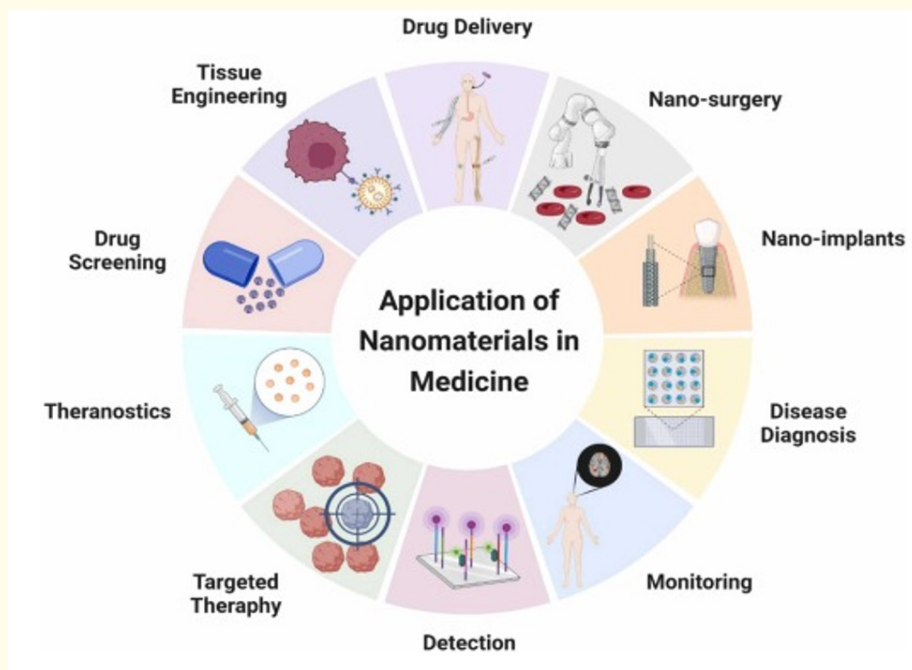 Drug Delivery
Tissue
Engineering
Nano-surgery
Drug
Screening
Nano-implants
Application of
Nanomaterials in
Medicine
Theranostics
Disease
Diagnosis
Targeted
Theraphy
Monitoring
Detection